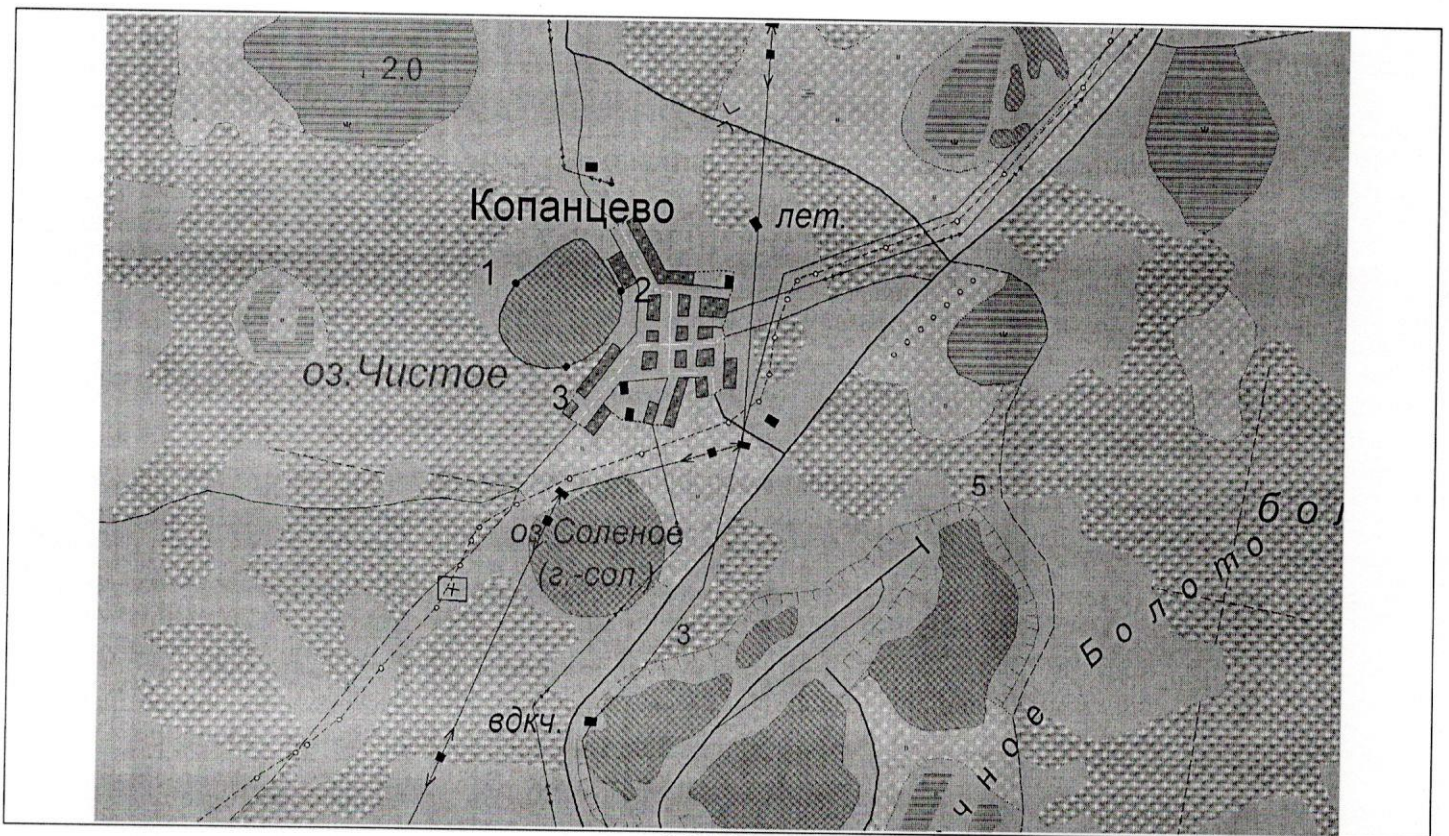 2.0
Копанцево
лет.
1
2
оз.Чистое
3
5
бол
оз.Соленое
(г.-сол.)
Болото
3
вдкч.
чное